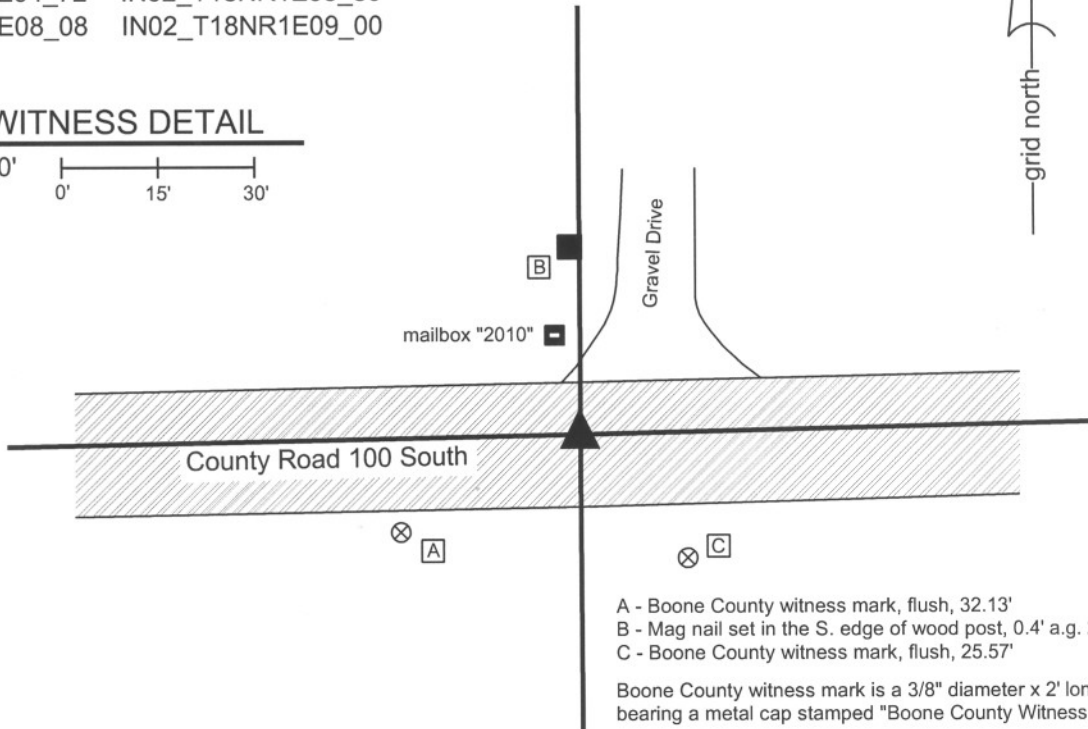 E08_08 IN02_T18NR1E09_00
WITNESS DETAIL
0' 15' 30'
grid north
Gravel Drive
B
mailbox "2010"
County Road 100 South
A
C
A - Boone County witness mark, flush, 32.13'
B - Mag nail set in the S. edge of wood post, 0.4' a.g.
C - Boone County witness mark, flush, 25.57'
Boone County witness mark is a 3/8" diameter x 2'
bearing a metal cap stamped "Boone County Witness